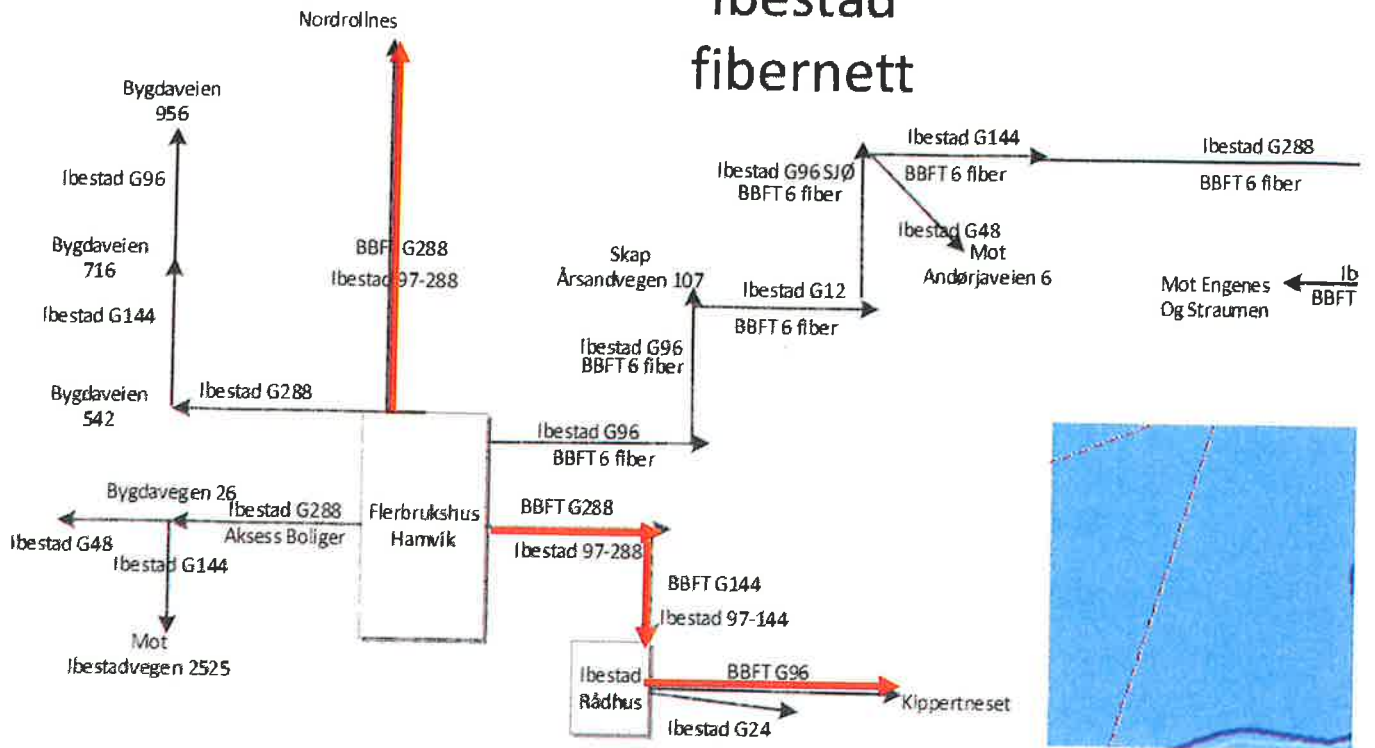 Ibestad
fibernett
Nordrollnes
Bygdaveien
956
Ibestad G96
Bygdaveien
716
Ibestad G144
Bygdaveien
542
Ibestad G288
BBFT G288
Ibestad 97-288
Skap
Årsandvegen 107
Ibestad G96
BBFT 6 fiber
Ibestad G12
BBFT 6 fiber
Ibestad G96 SJØ
BBFT 6 fiber
Ibestad G144
BBFT 6 fiber
Ibestad G288
BBFT 6 fiber
Ibestad G48
Mot
Andørjaveien 6
Mot Engenes
Og Straumen
Ib
BBFT
Ibestad G96
BBFT 6 fiber
Bygdavegen 26
Ibestad G288
Aksess Boliger
Ibestad G48
Ibestad G144
Mot
Ibestadvegen 2525
Flerbrukshus
Hamvik
BBFT G288
Ibestad 97-288
BBFT G144
Ibestad 97-144
Ibestad
Rådhus
BBFT G96
Kippertneset
Ibestad G24